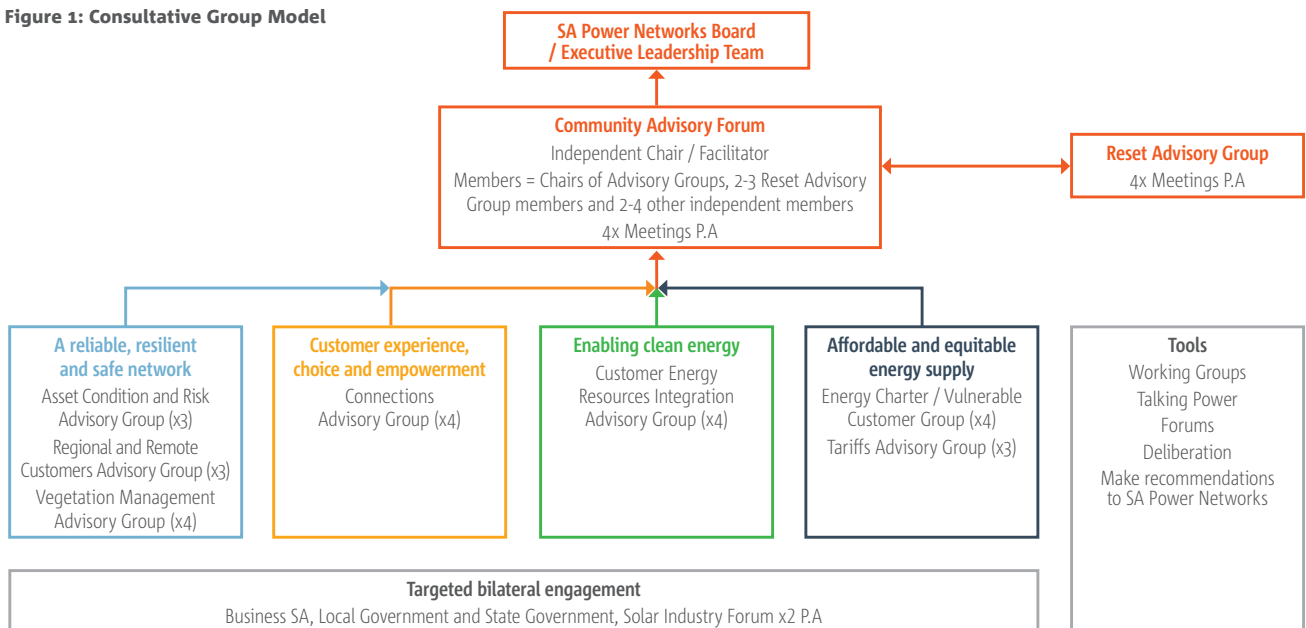 Figure 1: Consultative Group Model
SA Power Networks Board
/ Executive Leadership Team
Community Advisory Forum
Independent Chair / Facilitator
Members = Chairs of Advisory Groups, 2-3 Reset Advisory
Group members and 2-4 other independent members
4x Meetings P.A
Reset Advisory Group
4x Meetings P.A
A reliable, resilient
and safe network
Asset Condition and Risk
Advisory Group (x3)
Regional and Remote
Customers Advisory Group (x3)
Vegetation Management
Advisory Group (x4)
Customer experience,
choice and empowerment
Connections
Advisory Group (x4)
Enabling clean energy
Customer Energy
Resources Integration
Advisory Group (x4)
Affordable and equitable
energy supply
Energy Charter / Vulnerable
Customer Group (x4)
Tariffs Advisory Group (x3)
Tools
Working Groups
Talking Power
Forums
Deliberation
Make recommendations
to SA Power Networks
Targeted bilateral engagement
Business SA, Local Government and State Government, Solar Industry Forum x2 P.A